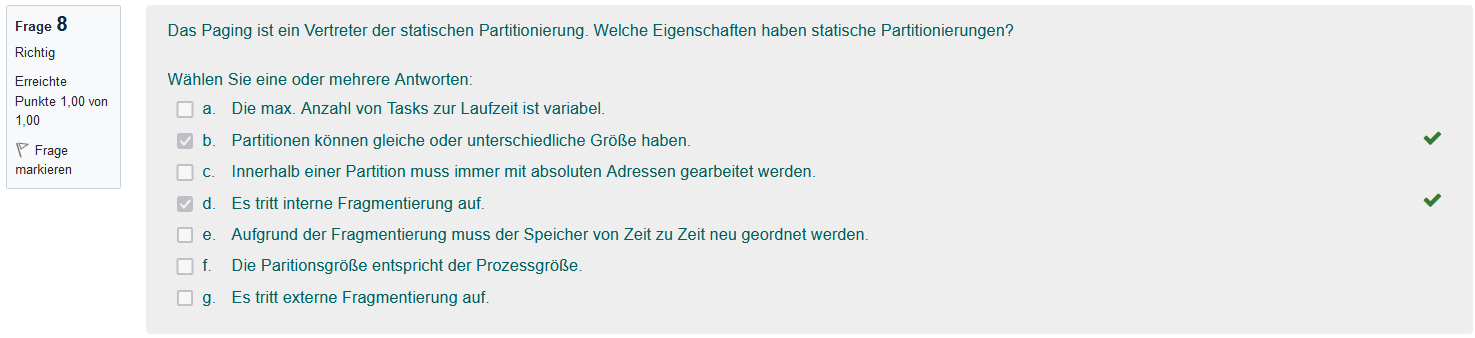 Frage 8
Richtig
Erreichte
Punkte 1,00 von
1,00
Frage
markieren
Das Paging ist ein Vertreter der statischen Partitionierung. Welche Eigenschaften haben statische Partitionierungen?
Wählen Sie eine oder mehrere Antworten:
a. Die max. Anzahl von Tasks zur Laufzeit ist variabel.
b. Partitionen können gleiche oder unterschiedliche Größe haben.
c. Innerhalb einer Partition muss immer mit absoluten Adressen gearbeitet werden.
d. Es tritt interne Fragmentierung auf.
e. Aufgrund der Fragmentierung muss der Speicher von Zeit zu Zeit neu geordnet werden.
f. Die Paritionsgröße entspricht der Prozessgröße.
g. Es tritt externe Fragmentierung auf.